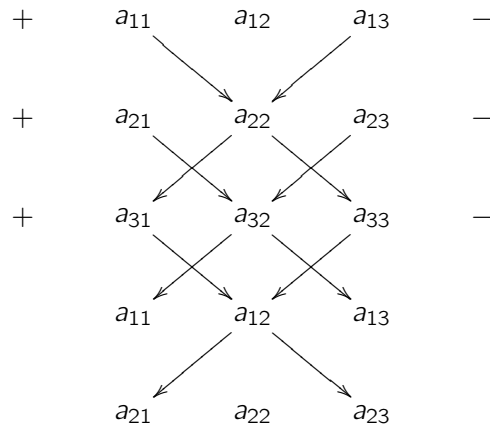 + a₁₁ a₁₂ a₁₃ −
+ a₂₁ a₂₂ a₂₃ −
+ a₃₁ a₃₂ a₃₃ −
a₁₁ a₁₂ a₁₃
a₂₁ a₂₂ a₂₃